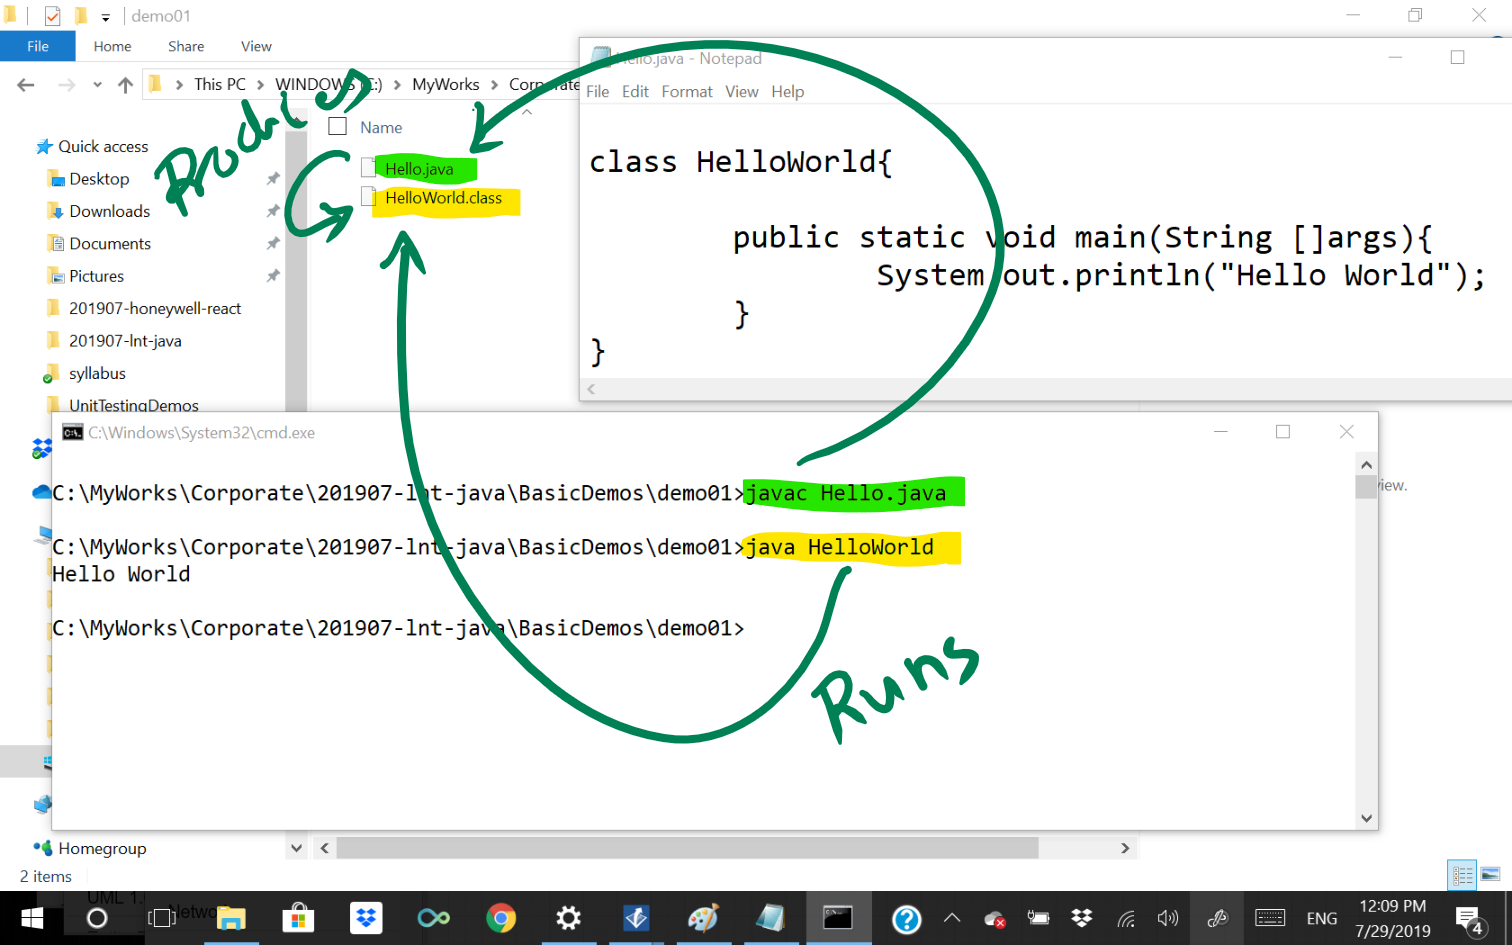 demo01
File Home Share View
This PC > WINDOWS (C:) > MyWorks > Corporate
Produces
Name
Quick access
Desktop
Downloads
Documents
Pictures
201907-honeywell-react
201907-lnt-java
syllabus
UnitTestingDemos
Hello.java
HelloWorld.class
Hello.java - Notepad
File Edit Format View Help
class HelloWorld{
public static void main(String []args){
System.out.println("Hello World");
}
}
C:\Windows\System32\cmd.exe
C:\MyWorks\Corporate\201907-lnt-java\BasicDemos\demo01>javac Hello.java
C:\MyWorks\Corporate\201907-lnt-java\BasicDemos\demo01>java HelloWorld
Hello World
C:\MyWorks\Corporate\201907-lnt-java\BasicDemos\demo01>
Runs
iew.
Homegroup
2 items
UML 1.
Netwo
ENG
12:09 PM
7/29/2019
4